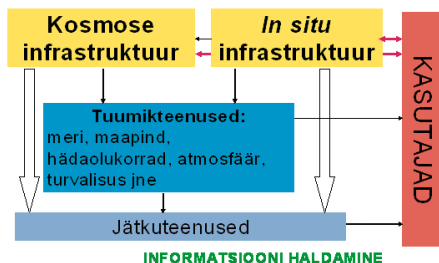 Kosmose
infrastruktuur
In situ
infrastruktuur
Tuumikteenused:
meri, maapind,
hädaolukorrad, atmosfäär,
turvalisus jne
Jätkuteenused
KASUTAJAD
INFORMATSIOONI HALDAMINE